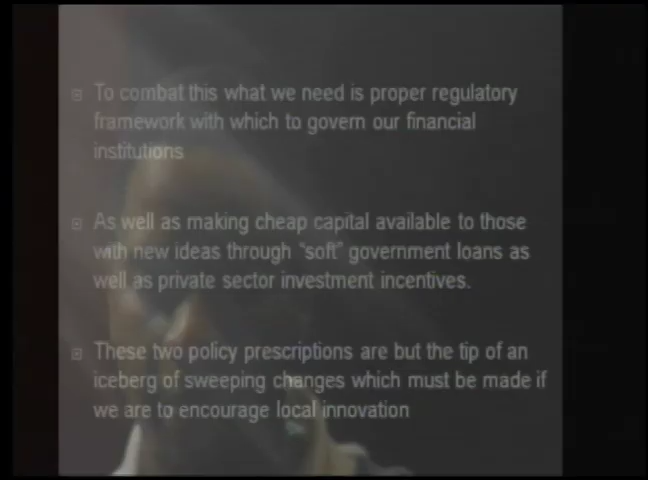 To combat this what we need is proper regulatory
framework with which to govern our financial
institutions
As well as making cheap capital available to those
with new ideas through “soft” government loans as
well as private sector investment incentives.
These two policy prescriptions are but the tip of an
iceberg of sweeping changes which must be made if
we are to encourage local innovation